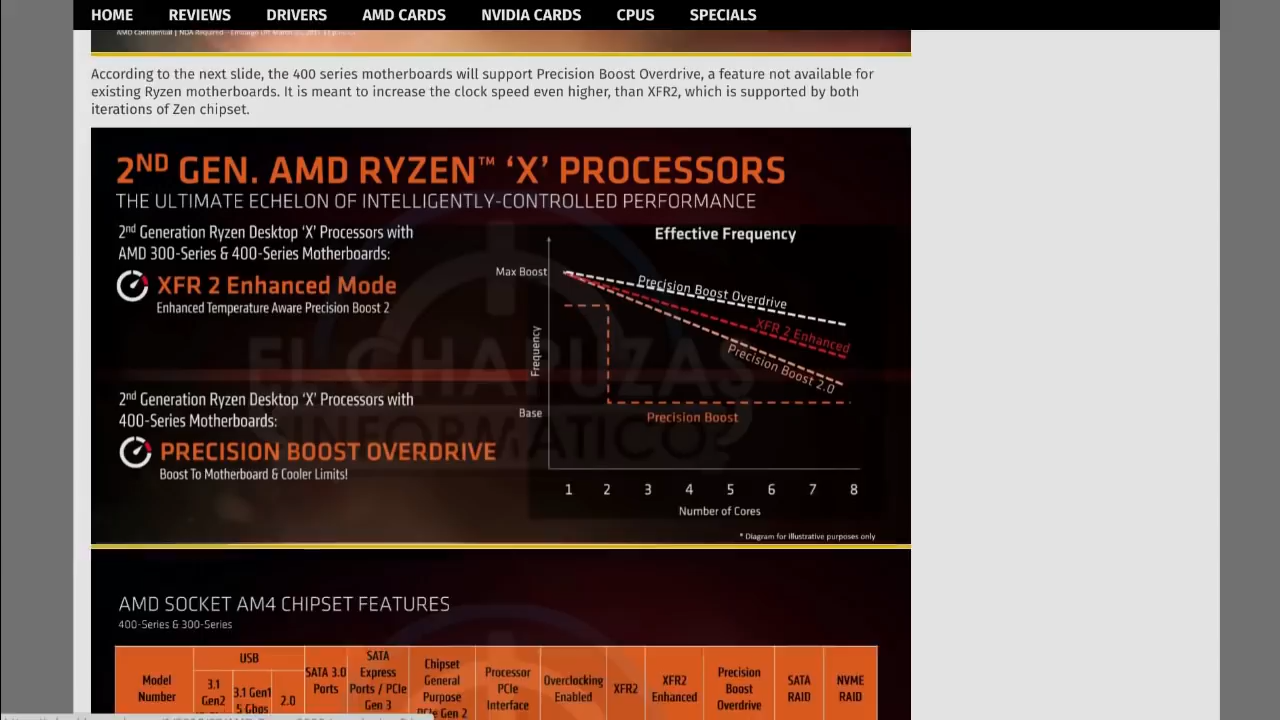 HOME REVIEWS DRIVERS AMD CARDS NVIDIA CARDS CPUS SPECIALS
According to the next slide, the 400 series motherboards will support Precision Boost Overdrive, a feature not available for
existing Ryzen motherboards. It is meant to increase the clock speed even higher, than XFR2, which is supported by both
iterations of Zen chipset.
2ND GEN. AMD RYZEN™ ‘X’ PROCESSORS
THE ULTIMATE ECHELON OF INTELLIGENTLY-CONTROLLED PERFORMANCE
2nd Generation Ryzen Desktop ‘X’ Processors with
AMD 300-Series & 400-Series Motherboards:
XFR 2 Enhanced Mode
Enhanced Temperature Aware Precision Boost 2
2nd Generation Ryzen Desktop ‘X’ Processors with
400-Series Motherboards:
PRECISION BOOST OVERDRIVE
Boost To Motherboard & Cooler Limits!
Effective Frequency
Max Boost
Precision Boost Overdrive
XFR 2 Enhanced
Precision Boost 2.0
Frequency
Base
Precision Boost
1 2 3 4 5 6 7 8
Number of Cores
* Diagram for illustrative purposes only
EL CHAPUZAS
INFORMATICO
AMD SOCKET AM4 CHIPSET FEATURES
400-Series & 300-Series
Model
Number
USB
3.1
Gen2
3.1 Gen1
5 Gbps
2.0
SATA 3.0
Ports
SATA
Express
Ports / PCIe
Gen 3
Chipset
General
Purpose
PCIe Gen 2
Processor
PCIe
Interface
Overclocking
Enabled
XFR2
XFR2
Enhanced
Precision
Boost
Overdrive
SATA
RAID
NVME
RAID